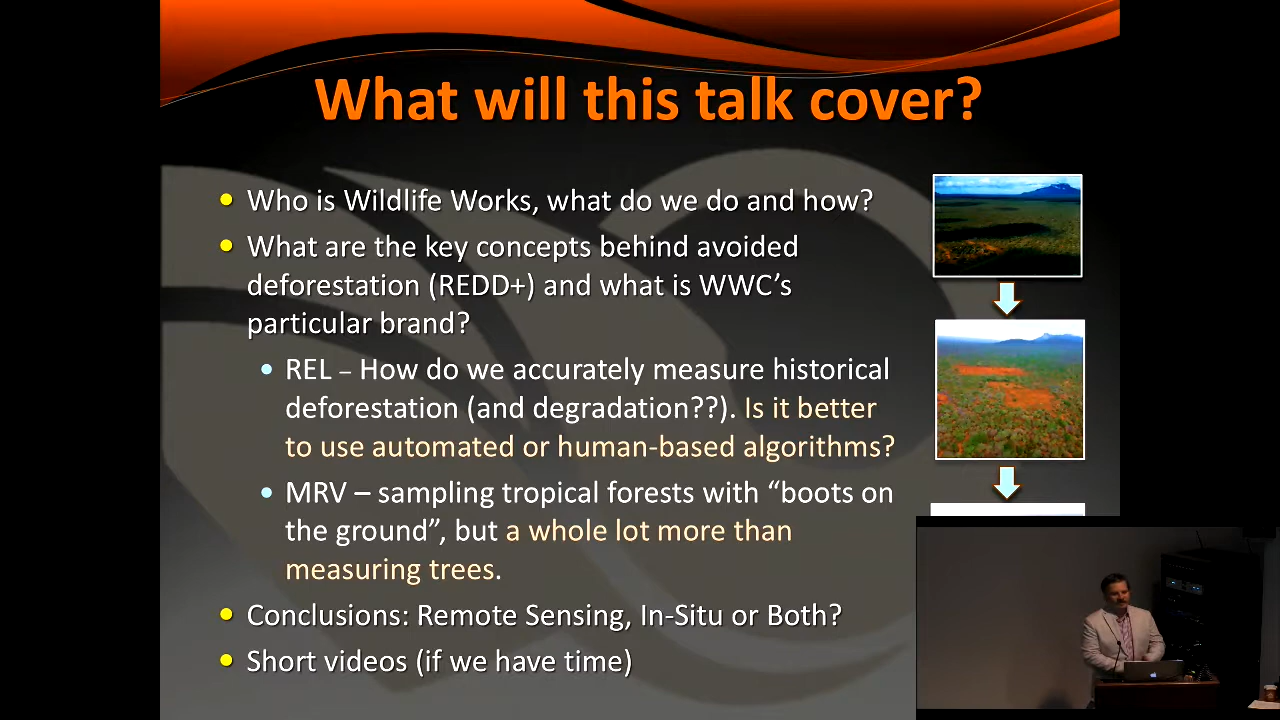 What will this talk cover?
Who is Wildlife Works, what do we do and how?
What are the key concepts behind avoided
deforestation (REDD+) and what is WWC’s
particular brand?
REL – How do we accurately measure historical
deforestation (and degradation??). Is it better
to use automated or human-based algorithms?
MRV – sampling tropical forests with “boots on
the ground”, but a whole lot more than
measuring trees.
Conclusions: Remote Sensing, In-Situ or Both?
Short videos (if we have time)